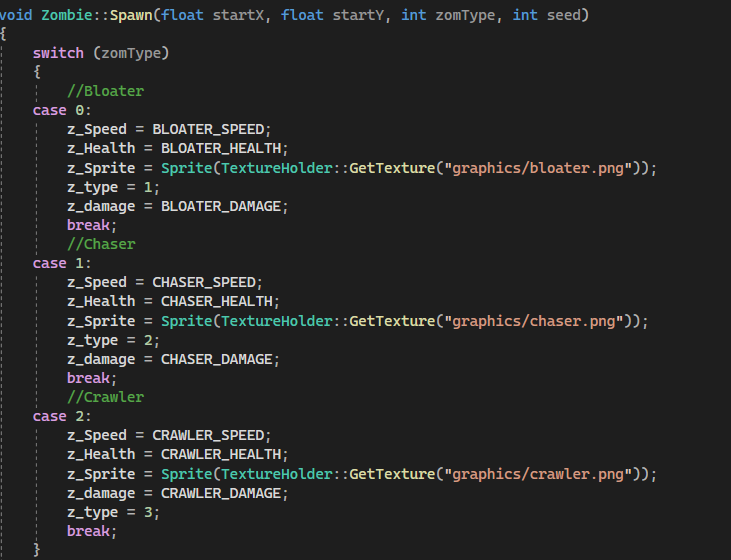 void Zombie::Spawn(float startX, float startY, int zomType, int seed)
{
switch (zomType)
{
//Bloater
case 0:
z_Speed = BLOATER_SPEED;
z_Health = BLOATER_HEALTH;
z_Sprite = Sprite(TextureHolder::GetTexture("graphics/bloater.png"));
z_type = 1;
z_damage = BLOATER_DAMAGE;
break;
//Chaser
case 1:
z_Speed = CHASER_SPEED;
z_Health = CHASER_HEALTH;
z_Sprite = Sprite(TextureHolder::GetTexture("graphics/chaser.png"));
z_type = 2;
z_damage = CHASER_DAMAGE;
break;
//Crawler
case 2:
z_Speed = CRAWLER_SPEED;
z_Health = CRAWLER_HEALTH;
z_Sprite = Sprite(TextureHolder::GetTexture("graphics/crawler.png"));
z_damage = CRAWLER_DAMAGE;
z_type = 3;
break;
}